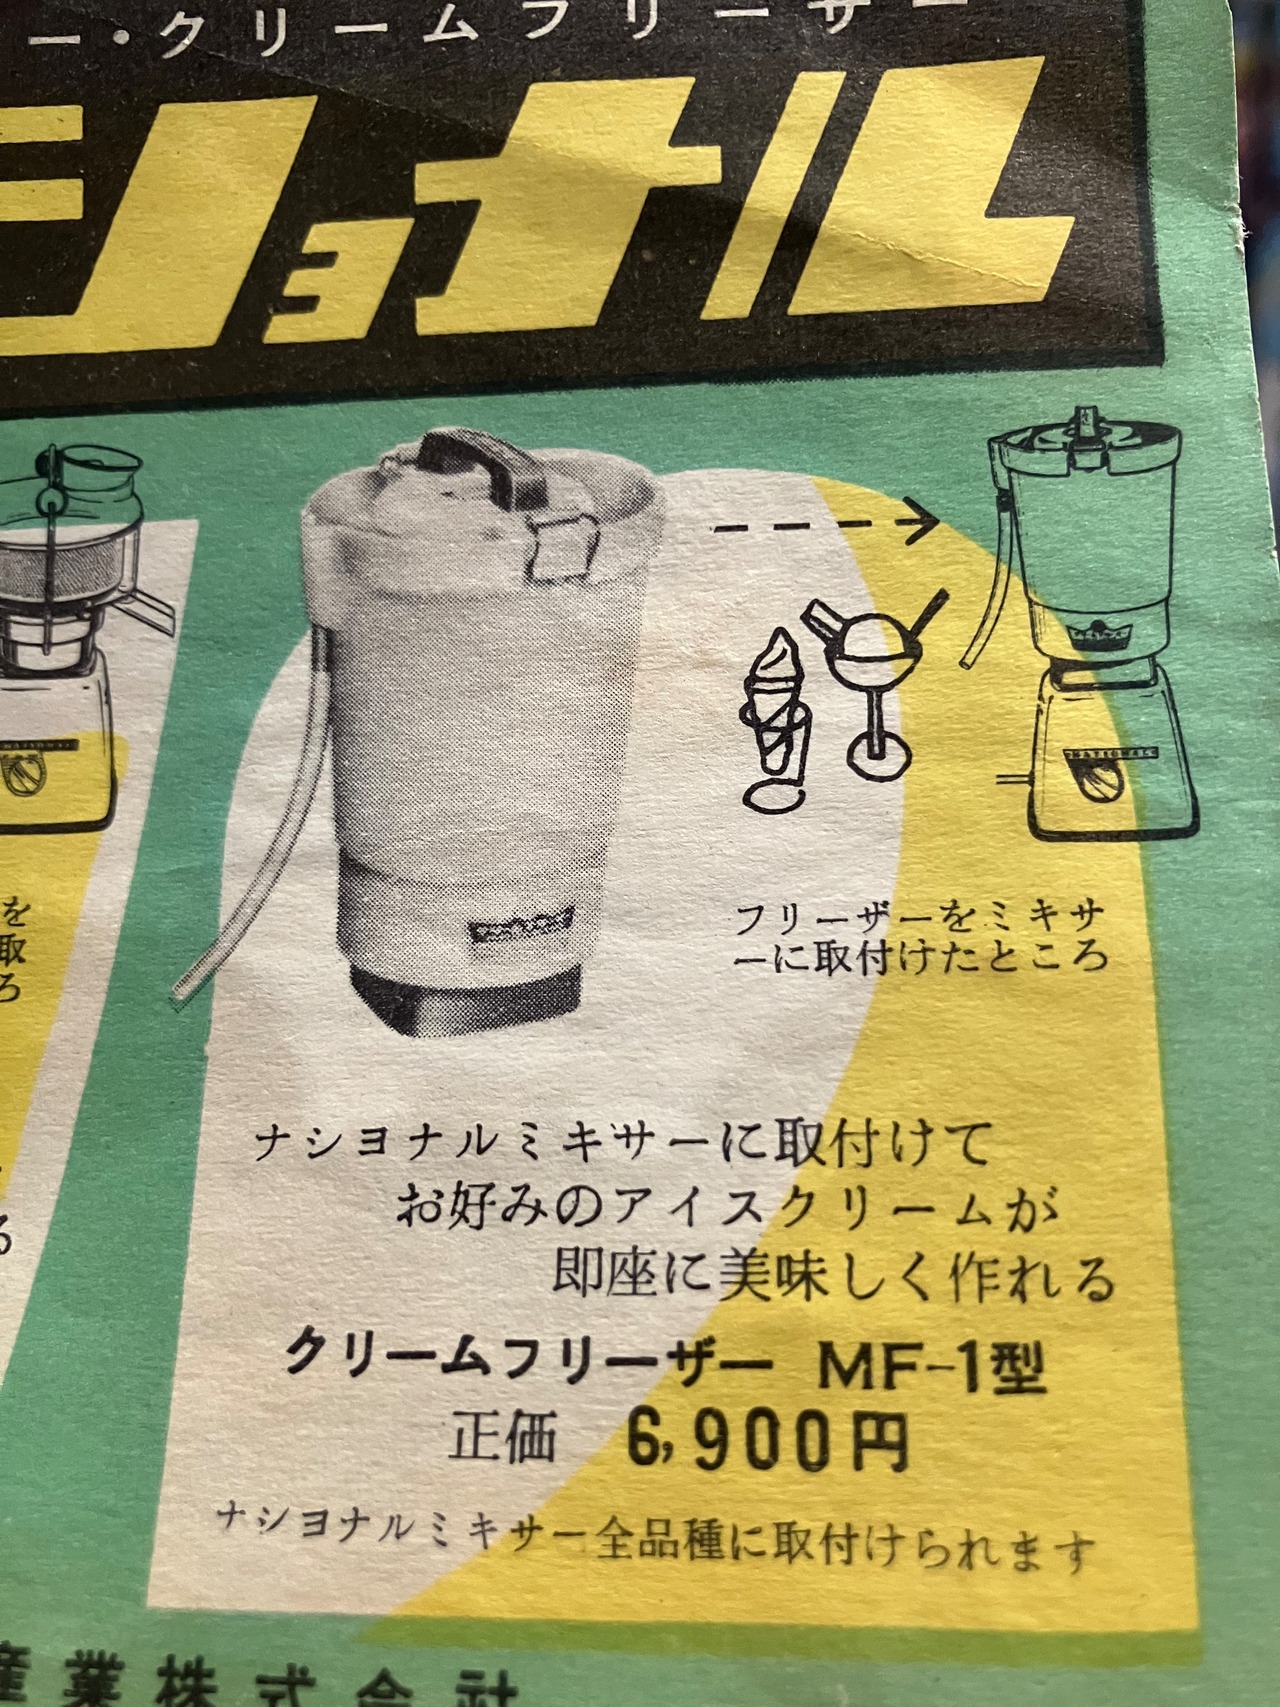 ー・クリームフリーザー
ショナル
を
取
ろ
NATIONAL
フリーザーをミキサ
ーに取付けたところ
る
ナショナルミキサーに取付けて
お好みのアイスクリームが
即座に美味しく作れる
クリームフリーザー MF-1型
正価 6,900円
ナショナルミキサー全品種に取付けられます
産業株式会社